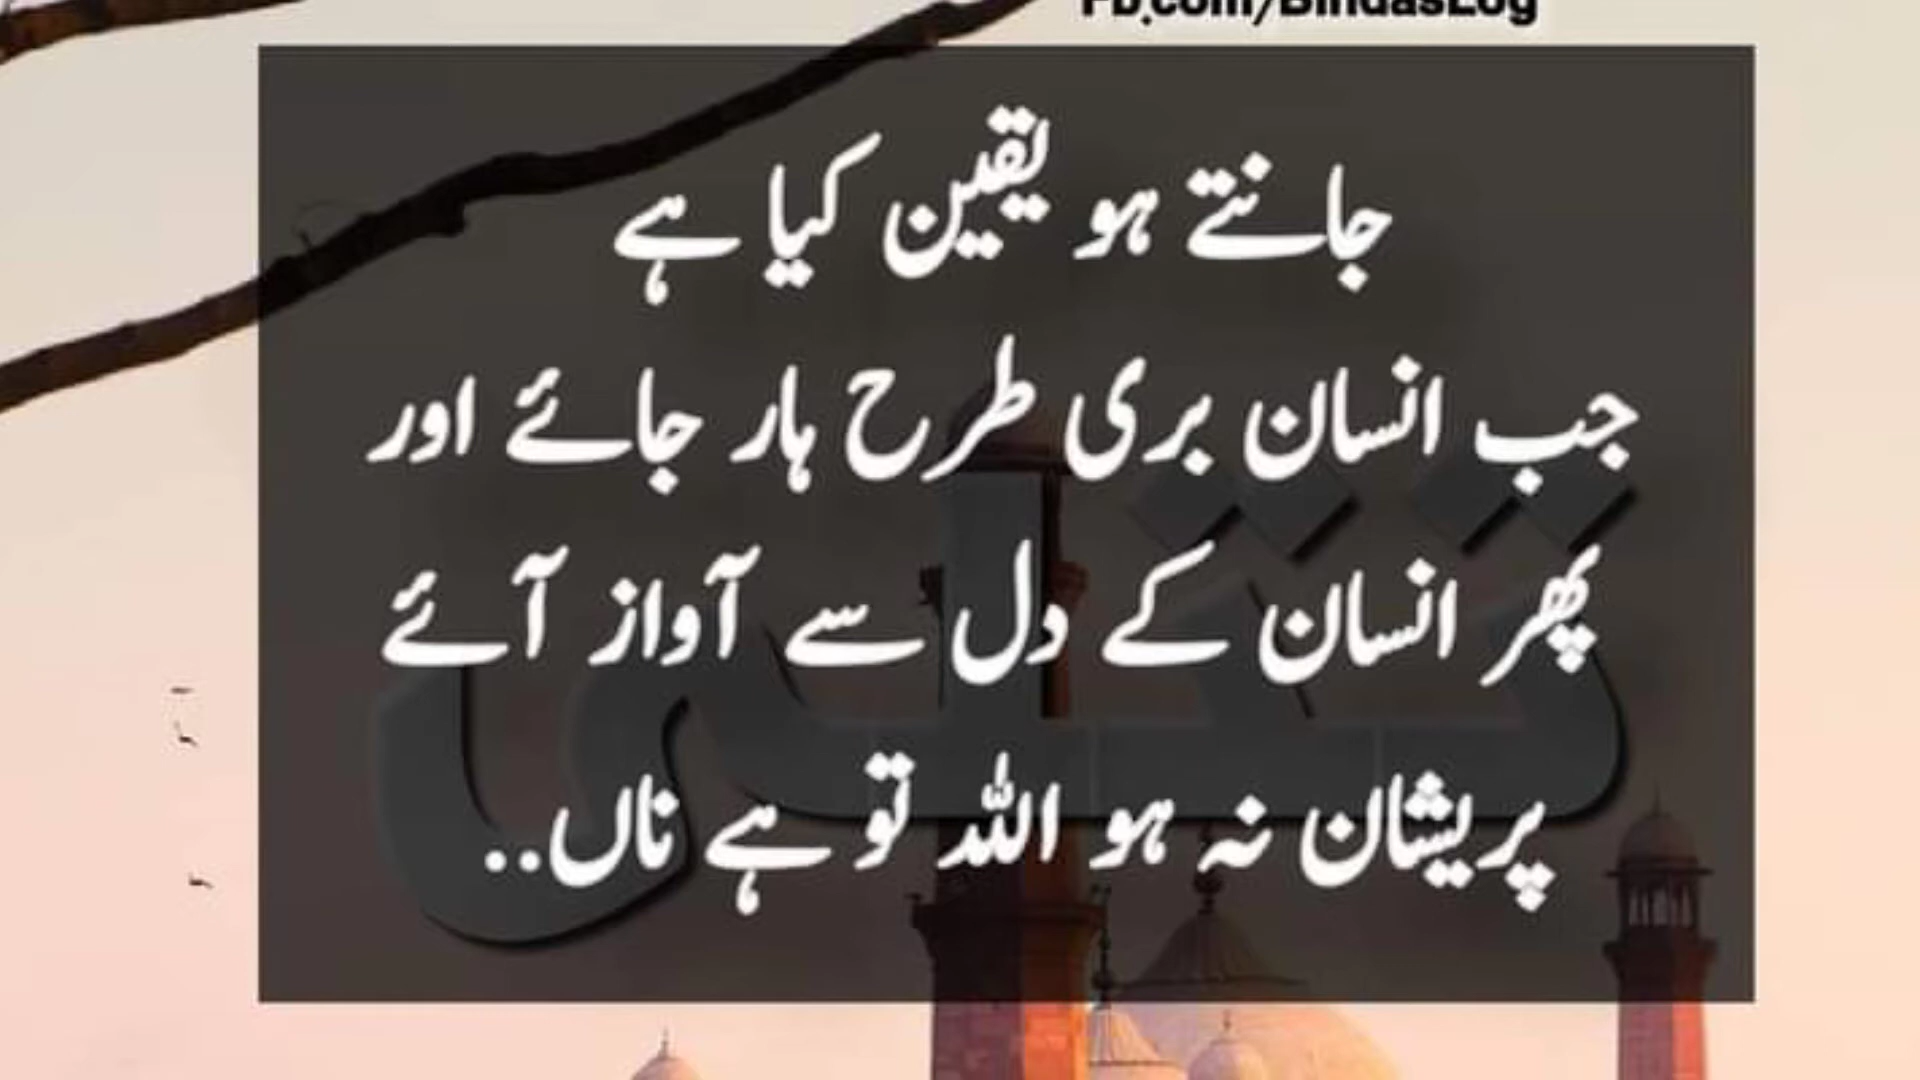 Fb.com/BindasLog
جانتے ہو یقین کیا ہے
جب انسان بری طرح ہار جائے اور
پھر انسان کے دل سے آواز آئے
پریشان نہ ہو اللہ تو ہے ناں..